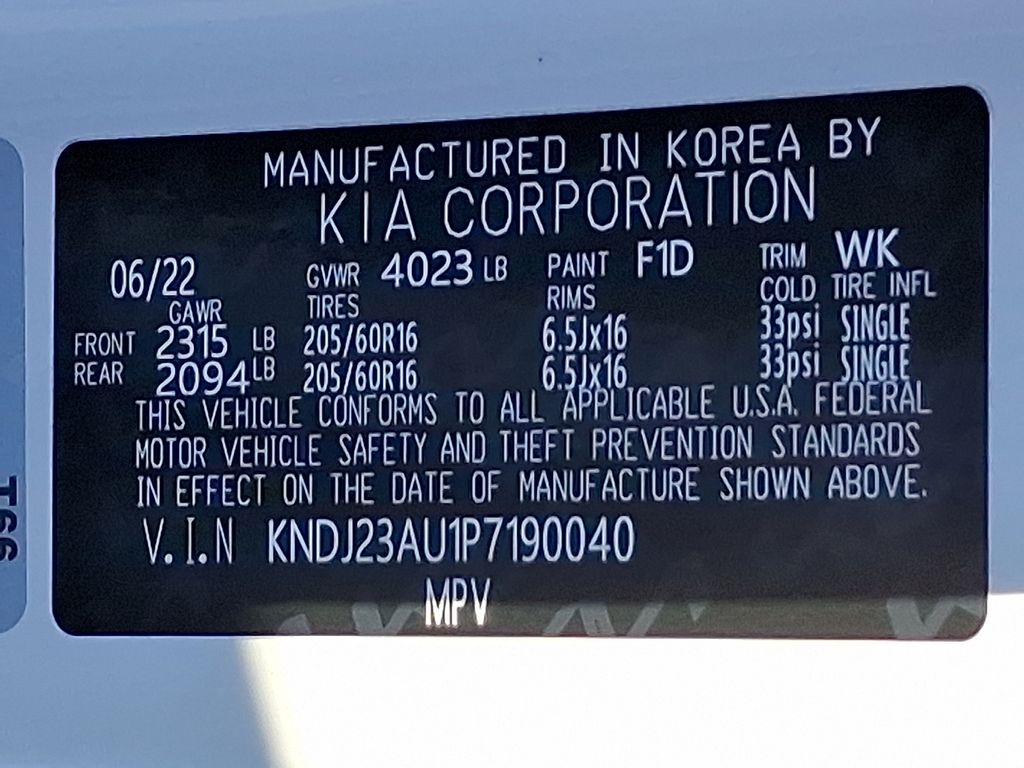 MANUFACTURED IN KOREA BY
KIA CORPORATION
06/22 GVWR 4023 LB PAINT F1D TRIM WK
GAWR TIRES RIMS COLD TIRE INFL
FRONT 2315 LB 205/60R16 6.5Jx16 33psi SINGLE
REAR 2094 LB 205/60R16 6.5Jx16 33psi SINGLE
THIS VEHICLE CONFORMS TO ALL APPLICABLE U.S.A. FEDERAL
MOTOR VEHICLE SAFETY AND THEFT PREVENTION STANDARDS
IN EFFECT ON THE DATE OF MANUFACTURE SHOWN ABOVE.
V.I.N KNDJ23AU1P7190040
MPV